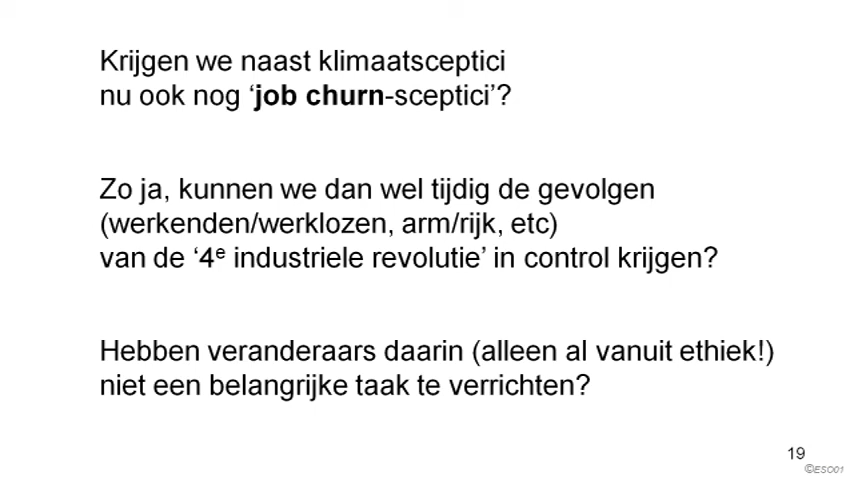 Krijgen we naast klimaatsceptici
nu ook nog ‘job churn-sceptici’?
Zo ja, kunnen we dan wel tijdig de gevolgen
(werkenden/werklozen, arm/rijk, etc)
van de ‘4e industriele revolutie’ in control krijgen?
Hebben veranderaars daarin (alleen al vanuit ethiek!)
niet een belangrijke taak te verrichten?
19
©ESO01